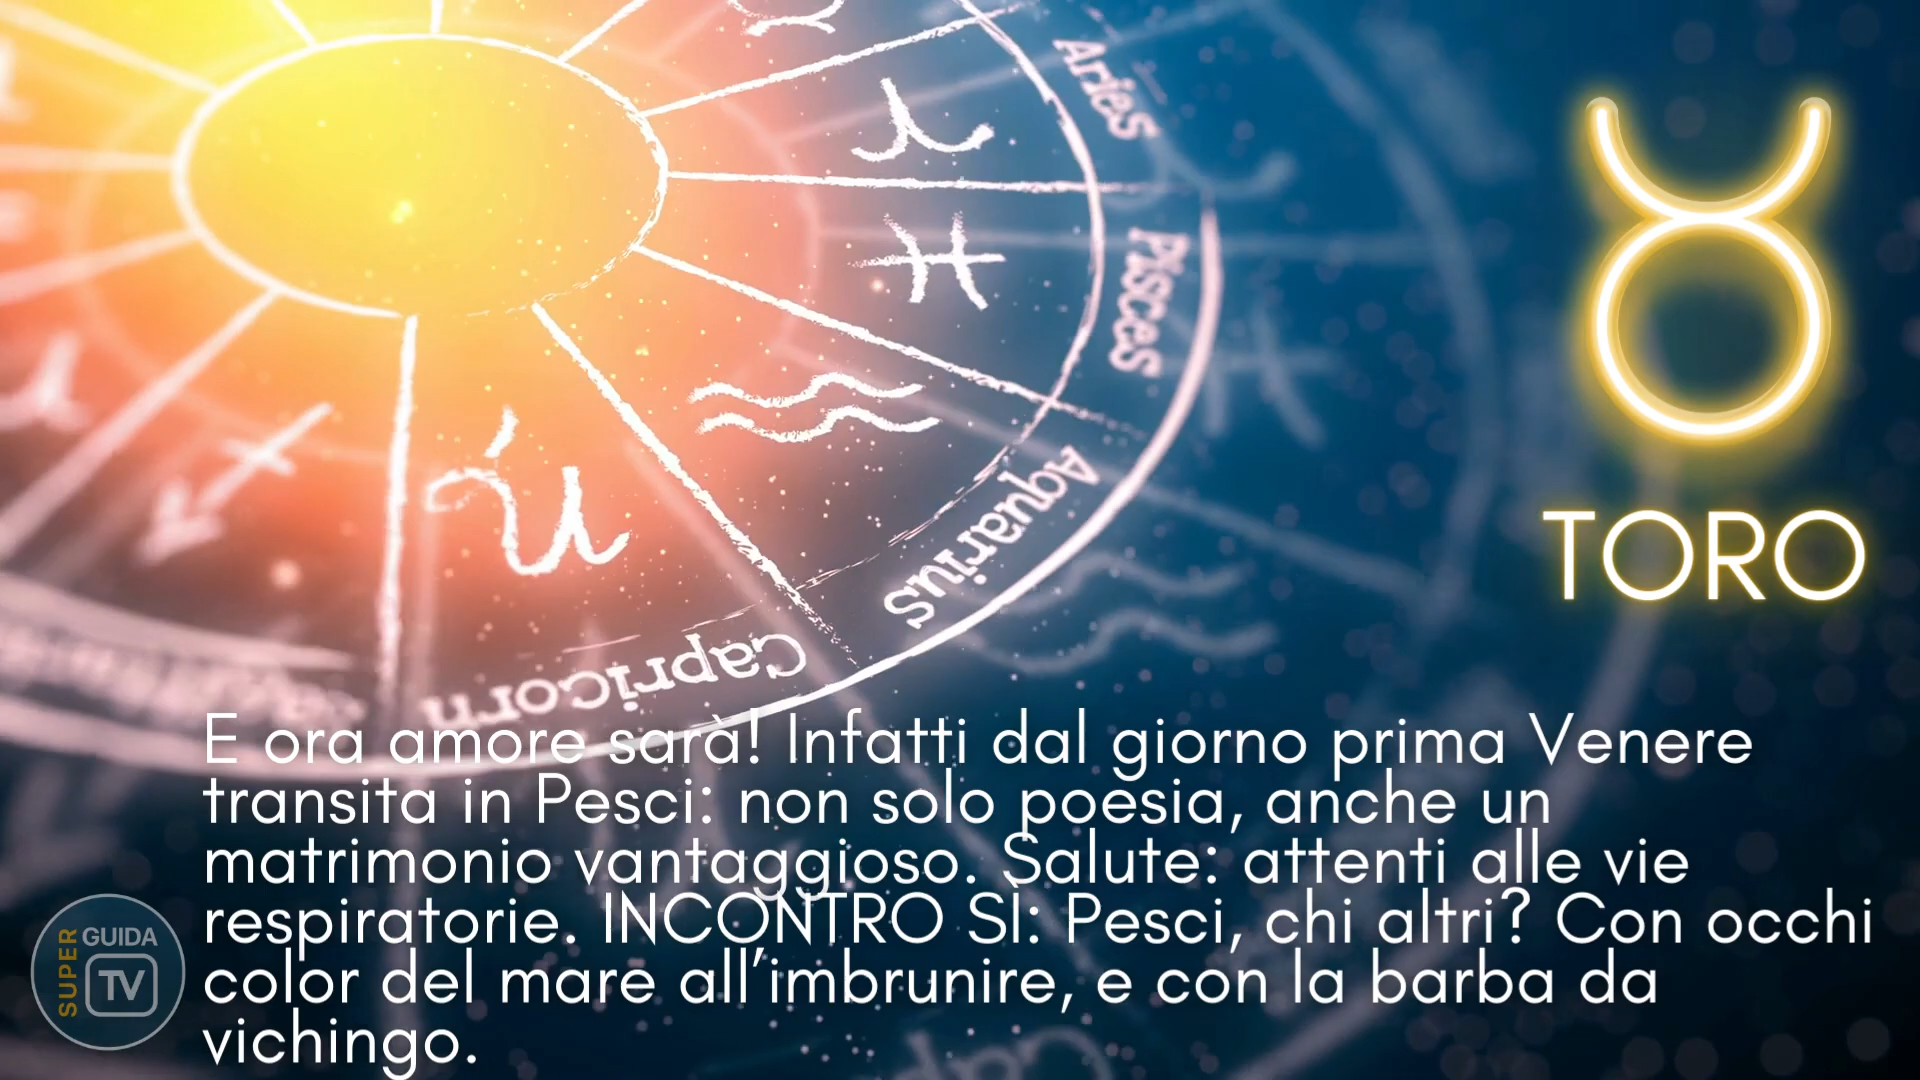 Aries
Pisces
Aquarius
Capricorn
TORO
E ora amore sarà! Infatti dal giorno prima Venere
transita in Pesci: non solo poesia, anche un
matrimonio vantaggioso. Salute: attenti alle vie
respiratorie. INCONTRO SÌ: Pesci, chi altri? Con occhi
color del mare all’imbrunire, e con la barba da
vichingo.
SUPER
GUIDA
TV